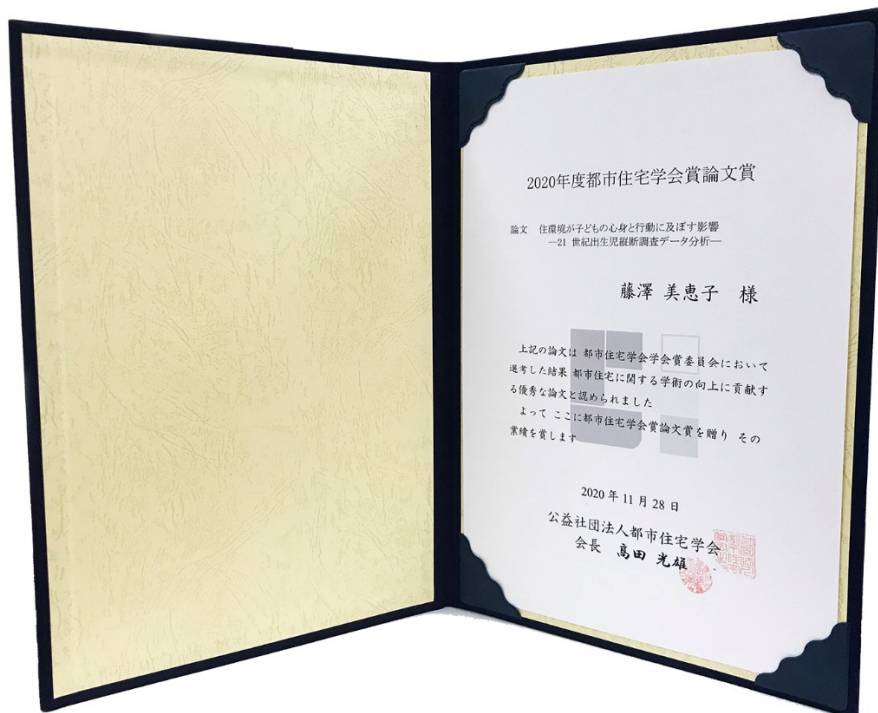 2020年度都市住宅学会賞論文賞
論文 住環境が子どもの心身と行動に及ぼす影響
―21 世紀出生児縦断調査データ分析―
藤澤 美恵子 様
上記の論文は 都市住宅学会学会賞委員会において
選考した結果 都市住宅に関する学術の向上に貢献す
る優秀な論文と認められました
よって ここに都市住宅学会賞論文賞を贈り その
業績を賞します
2020 年 11 月 28 日
公益社団法人都市住宅学会
会長 髙田 光雄